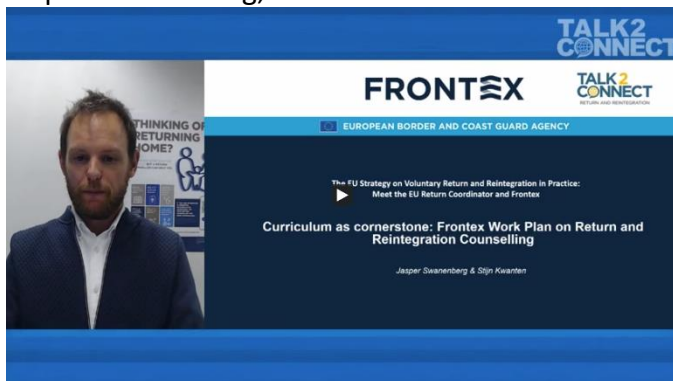 TALK2
CONNECT
THINKING OF
RETURNING
HOME?
FRONTEX
TALK2
CONNECT
RETURN AND REINTEGRATION
EUROPEAN BORDER AND COAST GUARD AGENCY
The EU Strategy on Voluntary Return and Reintegration in Practice:
Meet the EU Return Coordinator and Frontex
Curriculum as cornerstone: Frontex Work Plan on Return and
Reintegration Counselling
Jasper Swanenberg & Stijn Kwanten